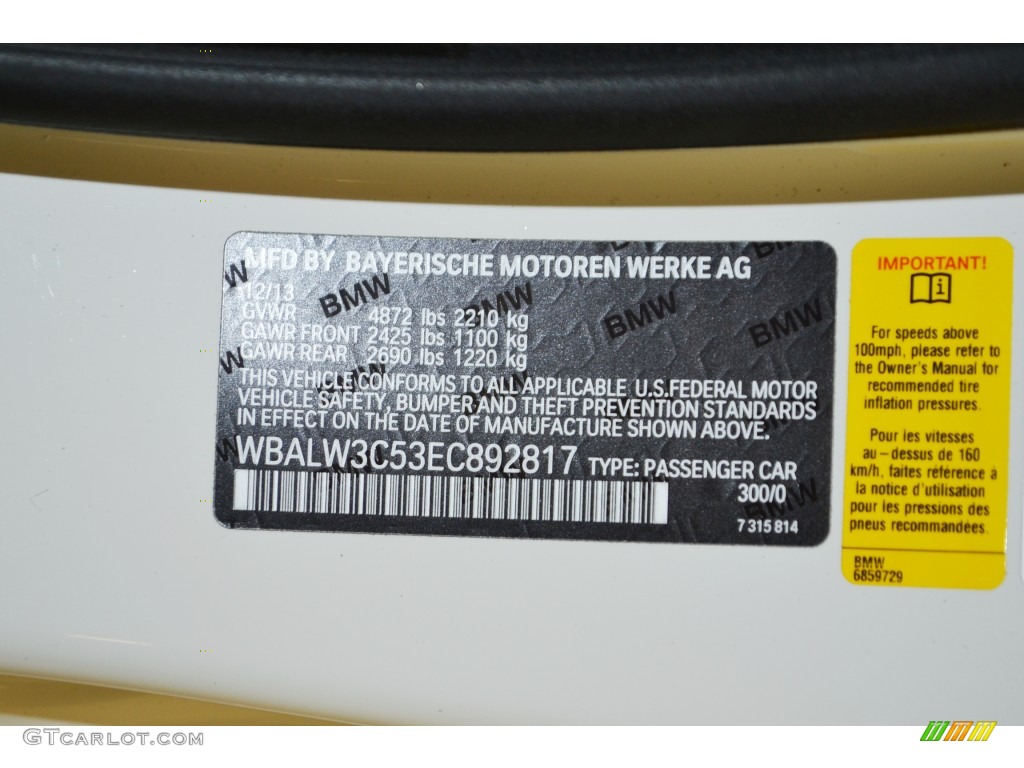 MFD BY BAYERISCHE MOTOREN WERKE AG
12/13
GVWR 4872 lbs 2210 kg
GAWR FRONT 2425 lbs 1100 kg
GAWR REAR 2690 lbs 1220 kg
THIS VEHICLE CONFORMS TO ALL APPLICABLE U.S.FEDERAL MOTOR
VEHICLE SAFETY, BUMPER AND THEFT PREVENTION STANDARDS
IN EFFECT ON THE DATE OF MANUFACTURE SHOWN ABOVE.
WBALW3C53EC892817 TYPE: PASSENGER CAR
300/0
7 315 814
BMW
BMW
BMW
BMW
BMW
IMPORTANT!
For speeds above
100mph, please refer to
the Owner's Manual for
recommended tire
inflation pressures.
Pour les vitesses
au-dessus de 160
km/h, faites référence à
la notice d'utilisation
pour les pressions des
pneus recommandées.
BMW
6859729
GTCarLot.com